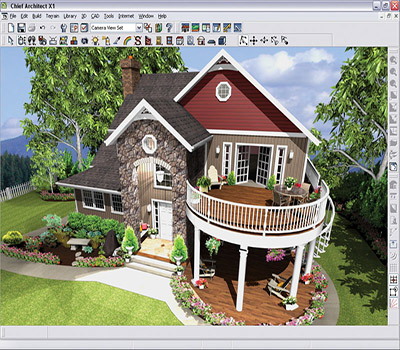 Chief Architect X1
File Edit Build Terrain Library 3D CAD Tools Internet Window Help
Camera View Set